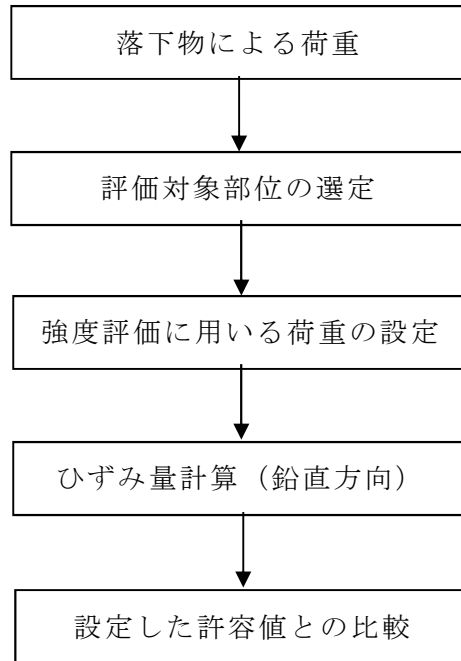 落下物による荷重
評価対象部位の選定
強度評価に用いる荷重の設定
ひずみ量計算（鉛直方向）
設定した許容値との比較